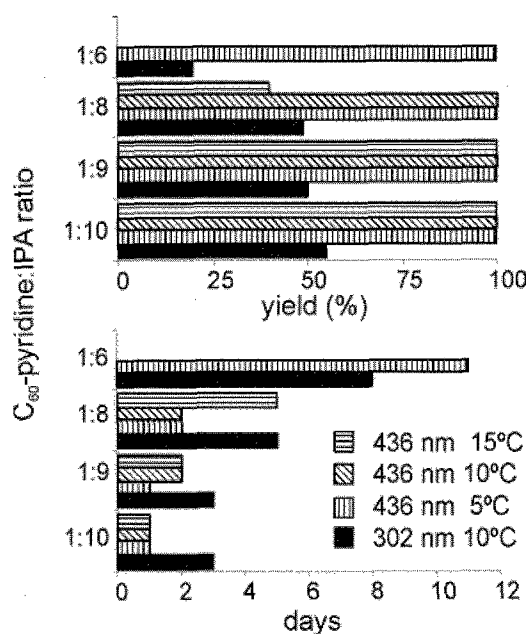 C₆₀-pyridine:IPA ratio
1:6
1:8
1:9
1:10
0 25 50 75 100
yield (%)
1:6
1:8
1:9
1:10
436 nm 15ºC
436 nm 10ºC
436 nm 5ºC
302 nm 10ºC
0 2 4 6 8 10 12
days